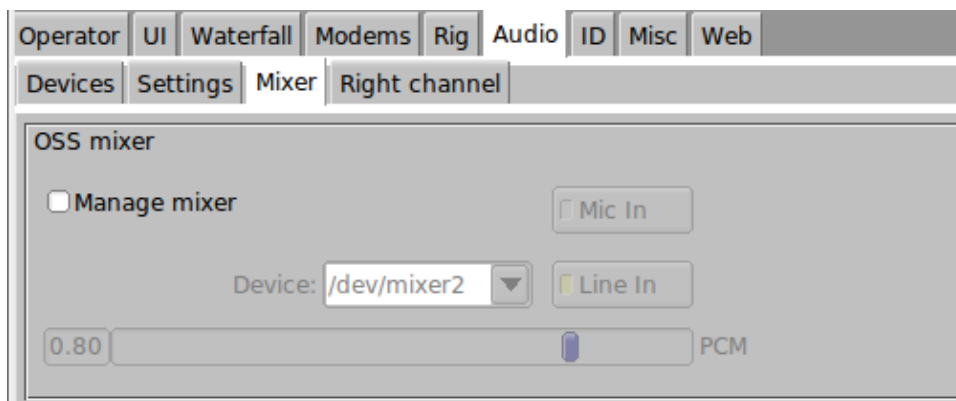 Operator UI Waterfall Modems Rig Audio ID Misc Web
Devices Settings Mixer Right channel
OSS mixer
Manage mixer
Mic In
Device: /dev/mixer2
Line In
0.80 PCM